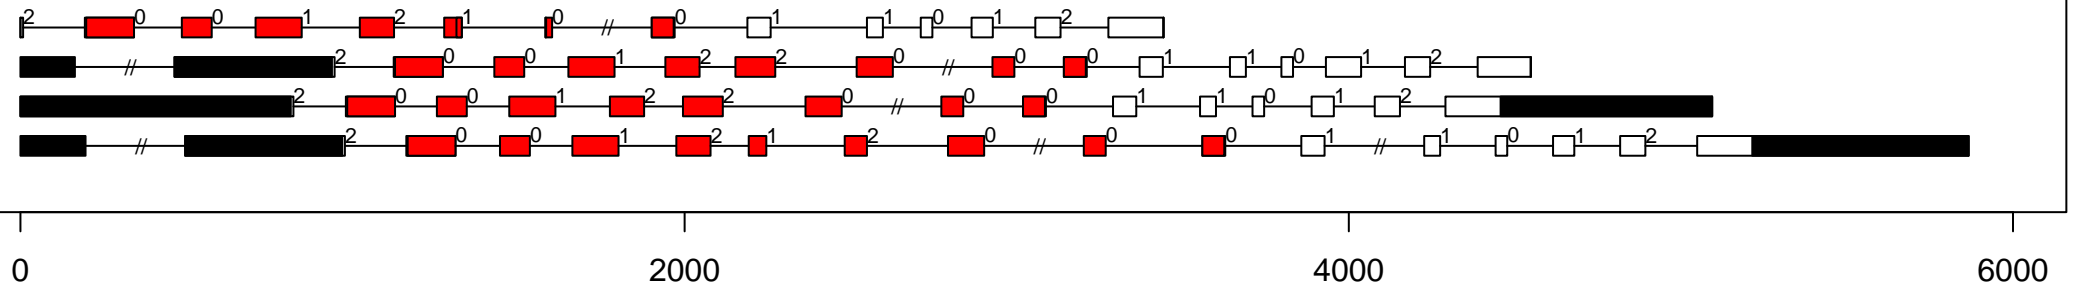 2 0 0 1 2 1 0 // 0 1 1 0 1 2
// 2 0 0 1 2 2 0 // 0 0 1 1 0 1 2
2 0 0 1 2 2 0 // 0 0 1 1 0 1 2
// 2 0 0 1 2 1 2 0 // 0 0 1 // 1 0 1 2
0 2000 4000 6000